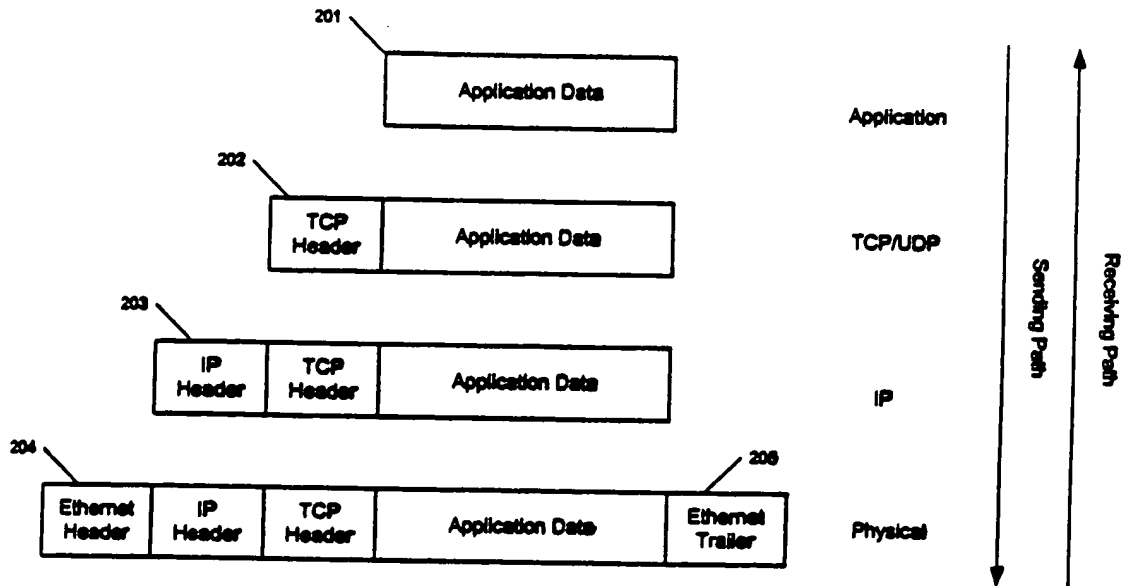 201
Application Data
Application
202
TCP
Header
Application Data
TCP/UDP
203
IP
Header
TCP
Header
Application Data
IP
204
205
Ethernet
Header
IP
Header
TCP
Header
Application Data
Ethernet
Trailer
Physical
Sending Path
Receiving Path